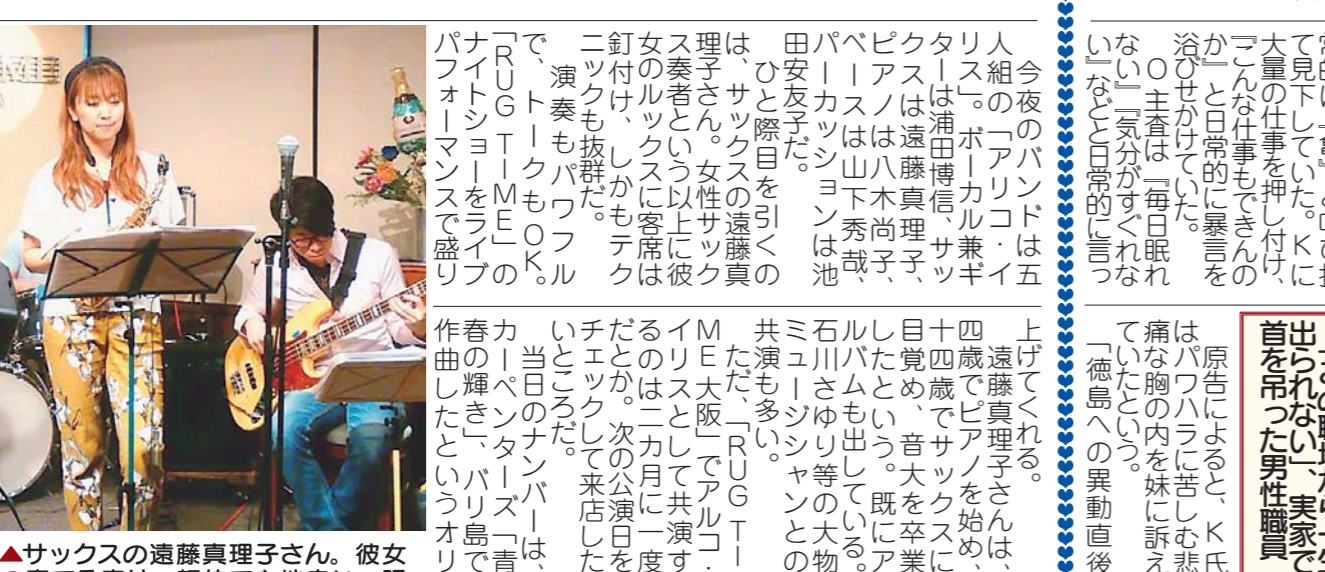 常的に
て見下していた。Kに
大量の仕事を押し付け、
『こんな仕事もできんの
か』と日常的に暴言を
浴びせかけていた。
O主査は『毎日眠れ
ない』『気分がすぐれな
い』などと日常的に言っ
出られない」、実家で
首を吊った男性職員
原告によると、K氏
はパワハラに苦しむ悲
痛な胸の内を妹に訴え
ていたという。
「徳島への異動直後
今夜のバンドは五
人組の「アリコ・イ
リス」。ボーカル兼ギ
ターは浦田博信、サッ
クスは遠藤真理子、
ピアノは八木尚子、
ベースは山下秀哉、
パーカッションは池
田安友子だ。
ひと際目を引くの
は、サックスの遠藤真
理子さん。女性サック
ス奏者という以上に彼
女のルックスに客席は
釘付け、しかもテク
ニックも抜群だ。
演奏もパワフル
で、トークもOK。
「RUG TIME」の
ナイトショーをライブ
パフォーマンスで盛り
上げてくれる。
遠藤真理子さんは、
四歳でピアノを始め、
十四歳でサックスに
目覚め、音大を卒業
したという。既にア
ルバムも出している。
石川さゆり等の大物
ミュージシャンとの
共演も多い。
ただ、「RUG TI
ME大阪」でアルコ・
イリスとして共演す
るのは二カ月に一度
だとか。次の公演日を
チェックして来店した
いところだ。
当日のナンバーは、
カーペンターズ「青
春の輝き」、バリ島で
作曲したというオリ
▲サックスの遠藤真理子さん。彼女